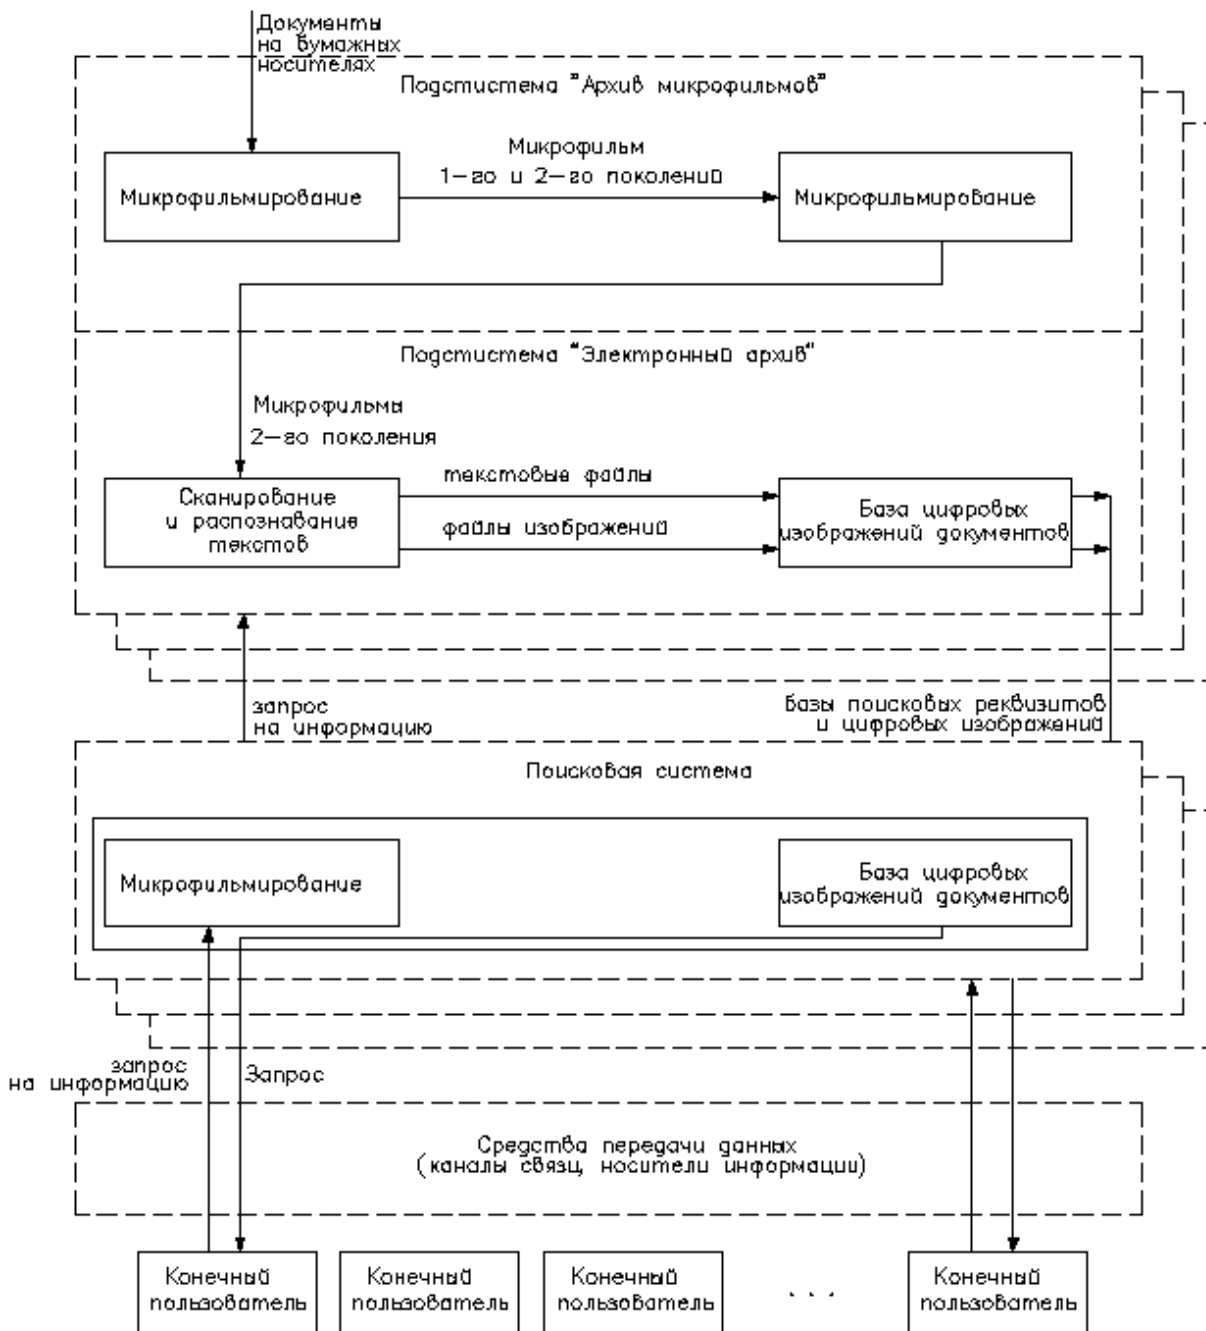 Документы
на бумажных
носителях
Подстистема "Архив микрофильмов"
Микрофильм
1-го и 2-го поколений
Микрофильмирование
Микрофильмирование
Подстистема "Электронный архив"
Микрофильмы
2-го поколения
Сканирование
и распознавание
текстов
текстовые файлы
файлы изображений
База цифровых
изображений документов
запрос
на информацию
Базы поисковых реквизитов
и цифровых изображений
Поисковая система
Микрофильмирование
База цифровых
изображений документов
запрос
на информацию
Запрос
Средства передачи данных
(каналы связи, носители информации)
Конечный
пользователь
Конечный
пользователь
Конечный
пользователь
. . .
Конечный
пользователь